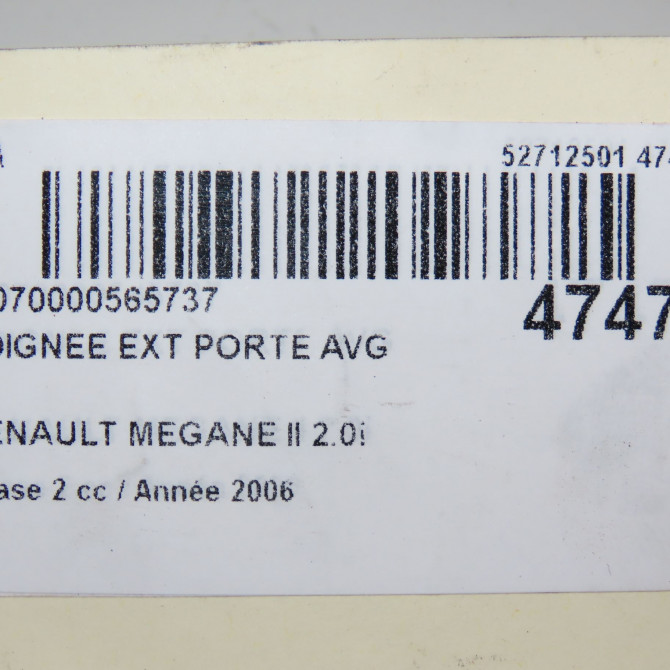 52712501 474
070000565737
4747
OIGNEE EXT PORTE AVG
ENAULT MEGANE II 2.0i
ase 2 cc / Année 2006